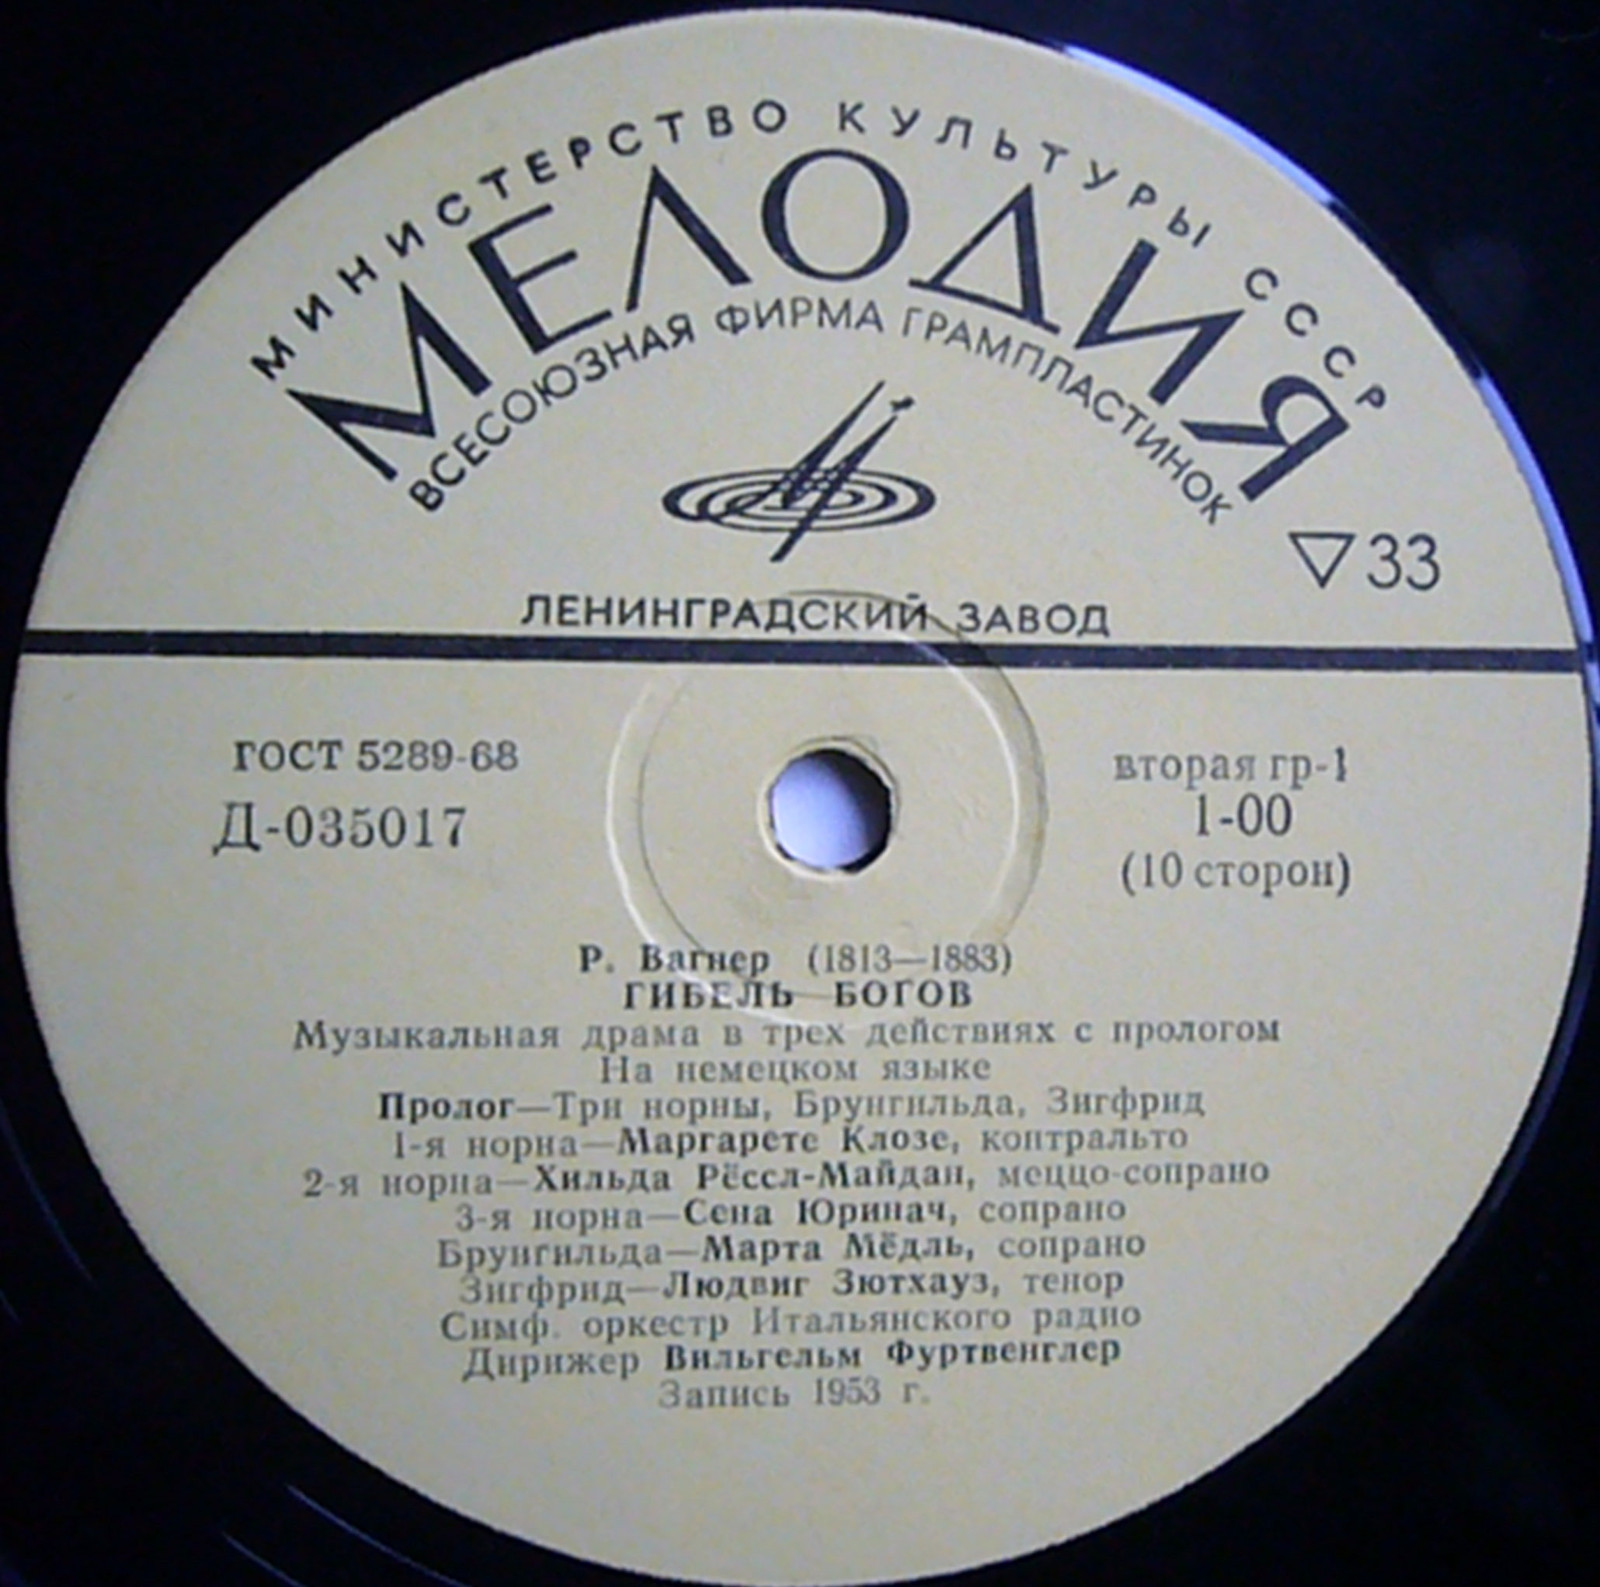 МИНИСТЕРСТВО КУЛЬТУРЫ СССР
МЕЛОДИЯ
ВСЕСОЮЗНАЯ ФИРМА ГРАМПЛАСТИНОК
33
ЛЕНИНГРАДСКИЙ ЗАВОД
ГОСТ 5289-68
Д-035017
вторая гр-1
1-00
(10 сторон)
Р. Вагнер (1813—1883)
ГИБЕЛЬ БОГОВ
Музыкальная драма в трех действиях с прологом
На немецком языке
Пролог—Три норны, Брунгильда, Зигфрид
1-я норна—Маргарете Клозе, контральто
2-я норна—Хильда Рёссл-Майдан, меццо-сопрано
3-я норна—Сена Юринач, сопрано
Брунгильда—Марта Мёдль, сопрано
Зигфрид—Людвиг Зютхауз, тенор
Симф. оркестр Итальянского радио
Дирижер Вильгельм Фуртвенглер
Запись 1953 г.